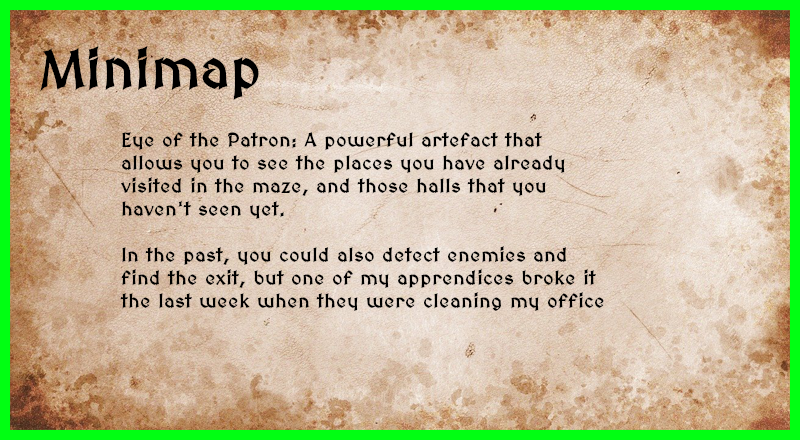 Minimap
Eye of the Patron: A powerful artefact that
allows you to see the places you have already
visited in the maze, and those halls that you
haven't seen yet.
In the past, you could also detect enemies and
find the exit, but one of my apprendices broke it
the last week when they were cleaning my office